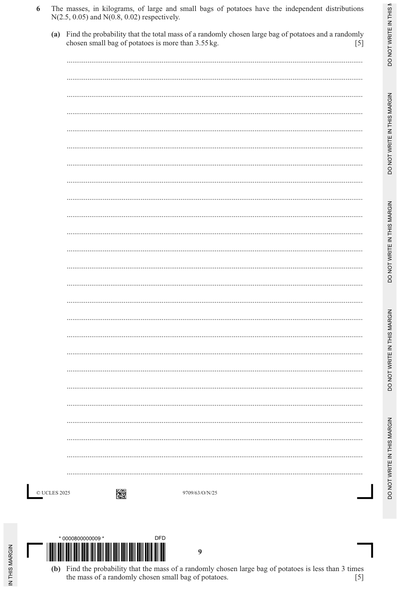 6 The masses, in kilograms, of large and small bags of potatoes have the independent distributions
N(2.5, 0.05) and N(0.8, 0.02) respectively.
(a) Find the probability that the total mass of a randomly chosen large bag of potatoes and a randomly
chosen small bag of potatoes is more than 3.55 kg. [5]
© UCLES 2025
9709/63/O/N/25
DO NOT WRITE IN THIS M
DO NOT WRITE IN THIS MARGIN
DO NOT WRITE IN THIS MARGIN
DO NOT WRITE IN THIS MARGIN
DO NOT WRITE IN THIS MARGIN
IN THIS MARGIN
* 0000800000009 *
DFD
9
(b) Find the probability that the mass of a randomly chosen large bag of potatoes is less than 3 times
the mass of a randomly chosen small bag of potatoes. [5]